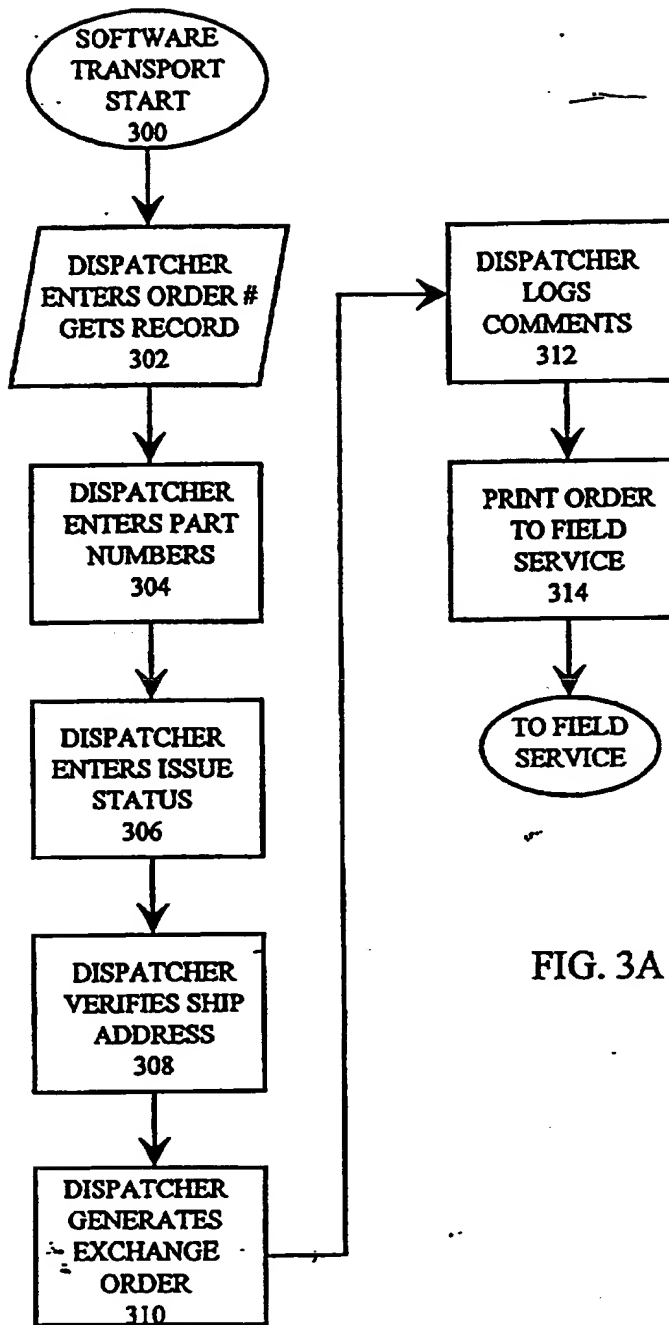 SOFTWARE
TRANSPORT
START
300
DISPATCHER
ENTERS ORDER #
GETS RECORD
302
DISPATCHER
ENTERS PART
NUMBERS
304
DISPATCHER
ENTERS ISSUE
STATUS
306
DISPATCHER
VERIFIES SHIP
ADDRESS
308
DISPATCHER
GENERATES
EXCHANGE
ORDER
310
DISPATCHER
LOGS
COMMENTS
312
PRINT ORDER
TO FIELD
SERVICE
314
TO FIELD
SERVICE
FIG. 3A